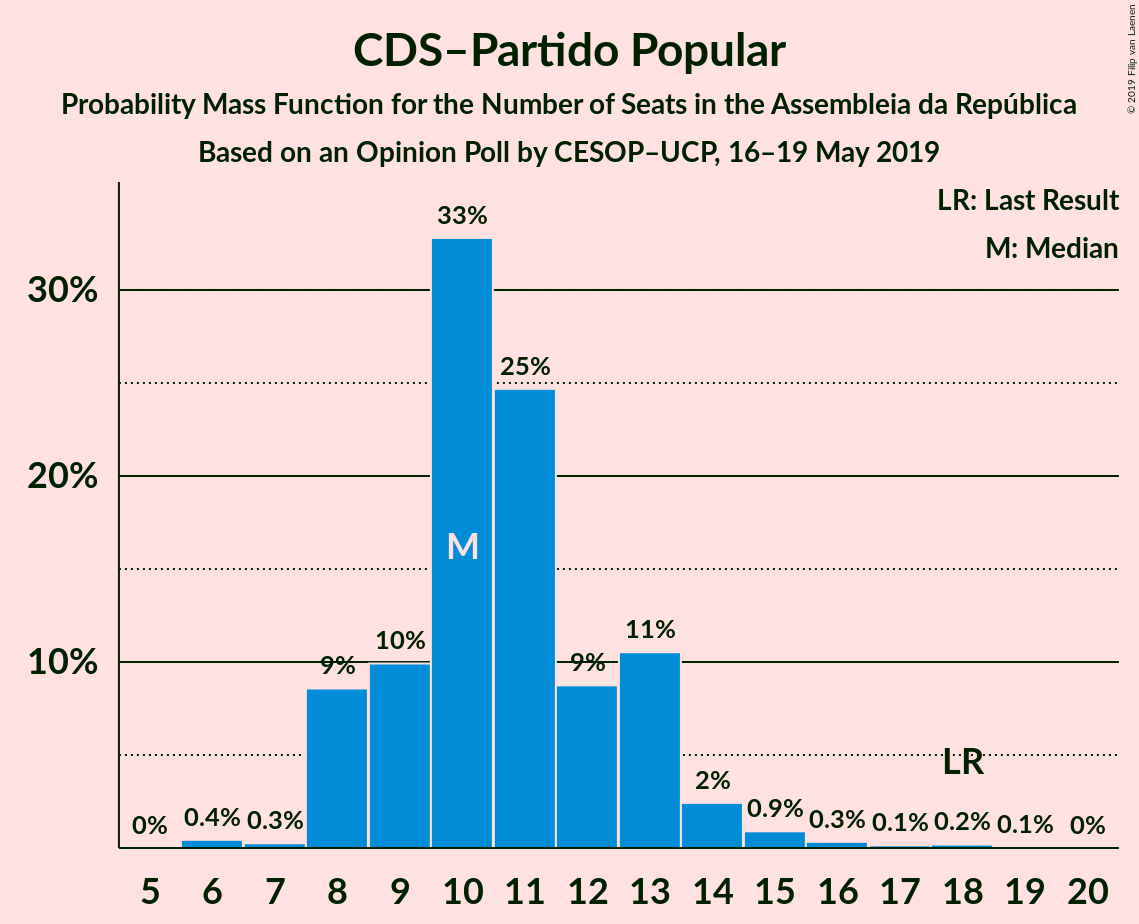 CDS–Partido Popular
Probability Mass Function for the Number of Seats in the Assembleia da República
Based on an Opinion Poll by CESOP–UCP, 16–19 May 2019
© 2019 Filip van Laenen
LR: Last Result
M: Median
30%
20%
10%
0%
0.4%
0.3%
9%
10%
33%
25%
9%
11%
2%
0.9%
0.3%
0.1%
0.2%
0.1%
0%
M
LR
5 6 7 8 9 10 11 12 13 14 15 16 17 18 19 20